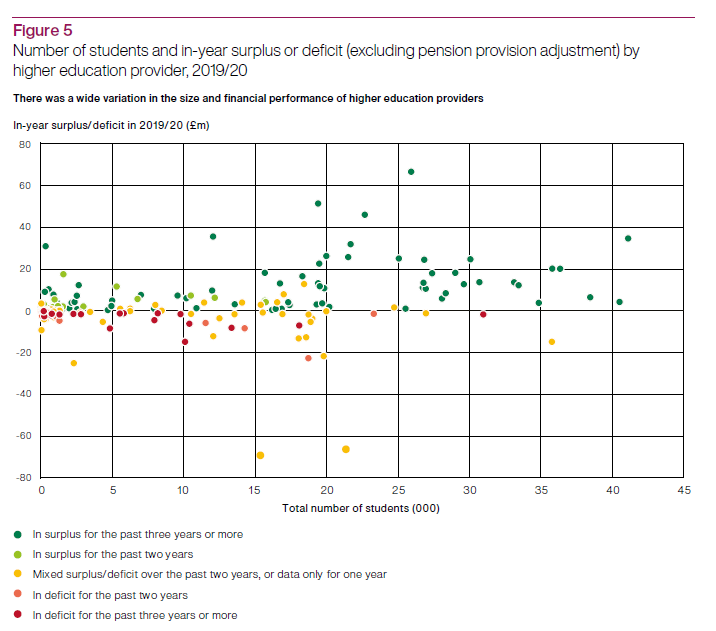 Figure 5
Number of students and in-year surplus or deficit (excluding pension provision adjustment) by
higher education provider, 2019/20
There was a wide variation in the size and financial performance of higher education providers
In-year surplus/deficit in 2019/20 (£m)
80
60
40
20
0
-20
-40
-60
-80
0 5 10 15 20 25 30 35 40 45
Total number of students (000)
In surplus for the past three years or more
In surplus for the past two years
Mixed surplus/deficit over the past two years, or data only for one year
In deficit for the past two years
In deficit for the past three years or more